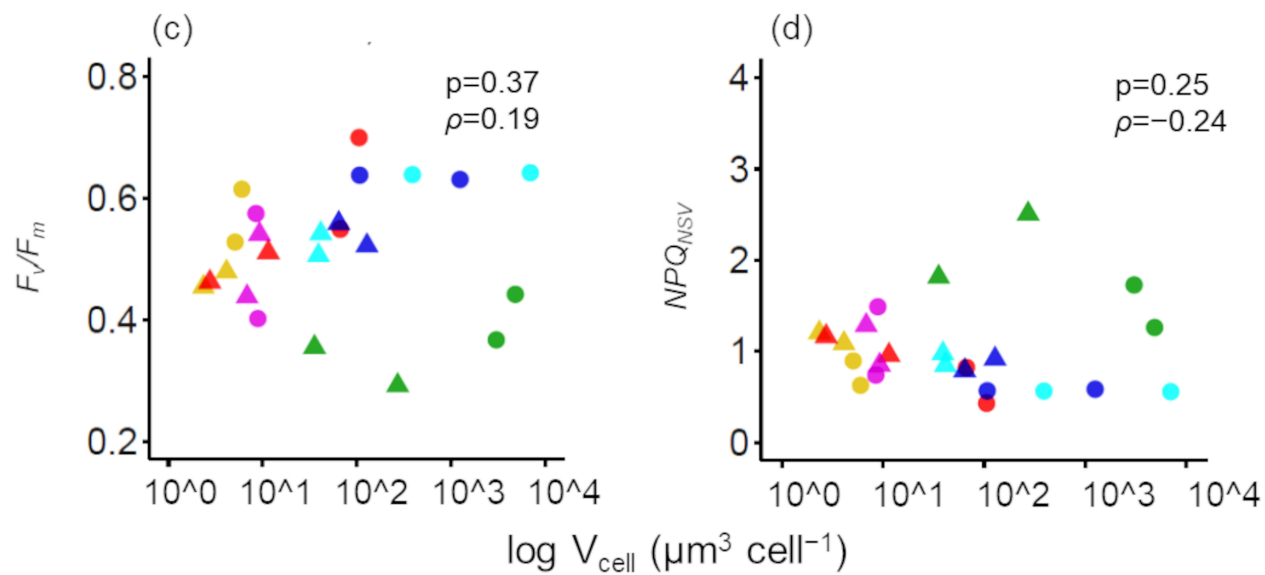 (c)
p=0.37
ρ=0.19
0.8
0.6
0.4
0.2
Fᵥ/Fₘ
10^0 10^1 10^2 10^3 10^4
(d)
p=0.25
ρ=−0.24
4
3
2
1
0
NPQ_NSV
10^0 10^1 10^2 10^3 10^4
log V_cell (μm³ cell⁻¹)